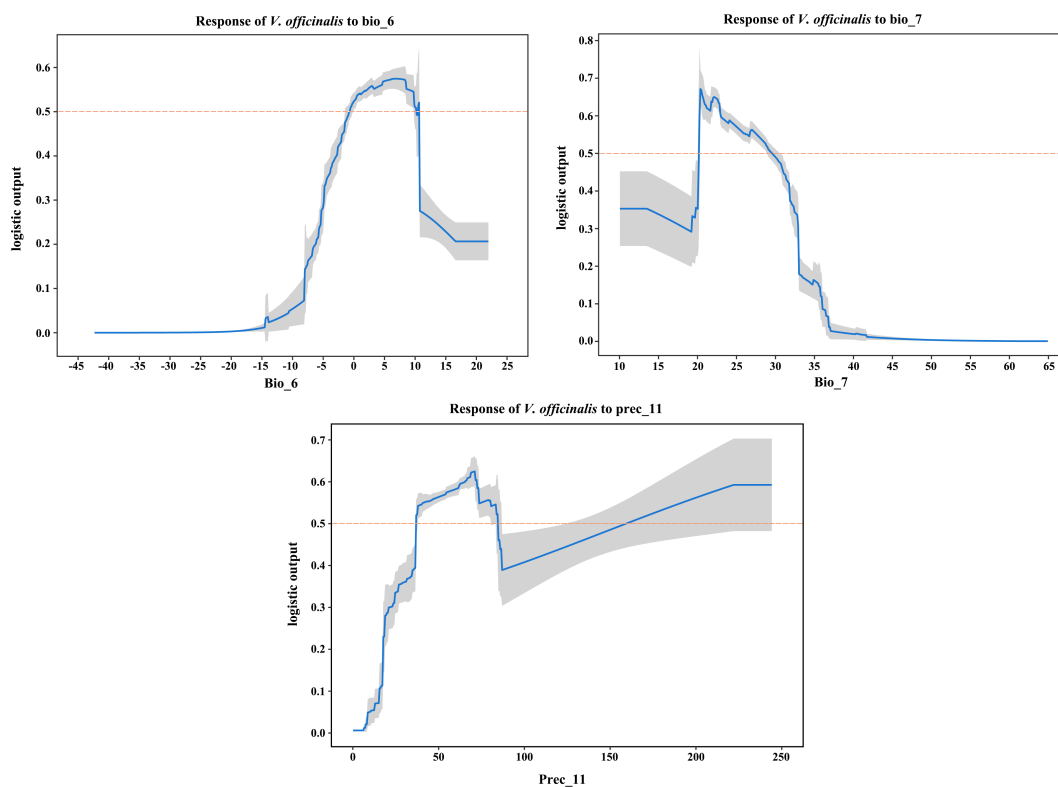 Response of V. officinalis to bio_6
logistic output
0.6
0.5
0.4
0.3
0.2
0.1
0.0
-45 -40 -35 -30 -25 -20 -15 -10 -5 0 5 10 15 20 25
Bio_6
Response of V. officinalis to bio_7
logistic output
0.8
0.7
0.6
0.5
0.4
0.3
0.2
0.1
0.0
10 15 20 25 30 35 40 45 50 55 60 65
Bio_7
Response of V. officinalis to prec_11
logistic output
0.7
0.6
0.5
0.4
0.3
0.2
0.1
0.0
0 50 100 150 200 250
Prec_11